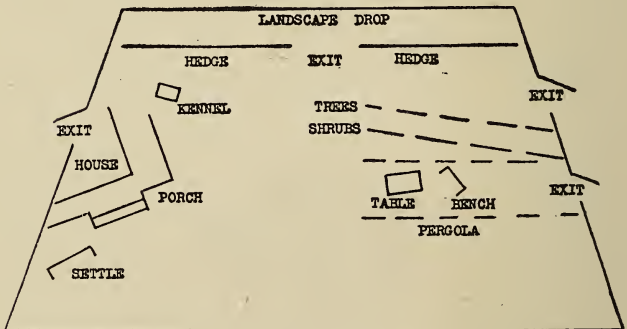 LANDSCAPE DROP
HEDGE EXIT HEDGE
KENNEL
EXIT
TREES
EXIT
SHRUBS
HOUSE
PORCH
TABLE BENCH
EXIT
PERGOLA
SETTLE